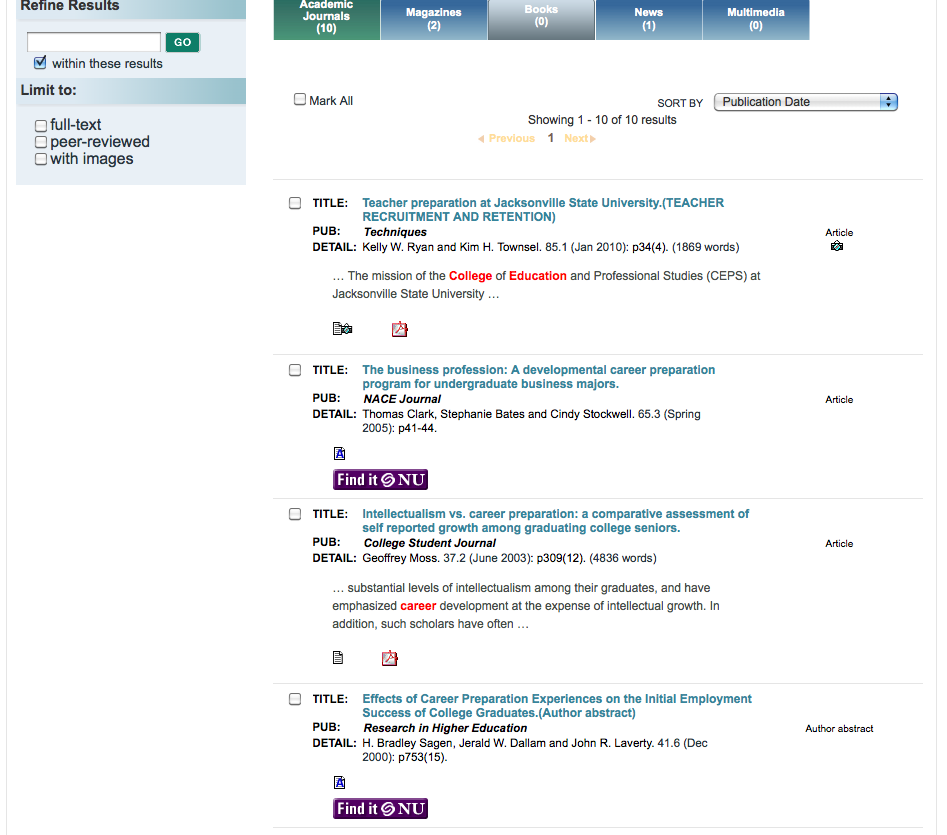 Refine Results
GO
within these results
Limit to:
full-text
peer-reviewed
with images
Academic
Journals
(10)
Magazines
(2)
Books
(0)
News
(1)
Multimedia
(0)
Mark All
SORT BY Publication Date
Showing 1 - 10 of 10 results
Previous 1 Next
TITLE: Teacher preparation at Jacksonville State University.(TEACHER
RECRUITMENT AND RETENTION)
PUB: Techniques
Article
DETAIL: Kelly W. Ryan and Kim H. Townsel. 85.1 (Jan 2010): p34(4). (1869 words)
... The mission of the College of Education and Professional Studies (CEPS) at
Jacksonville State University ...
TITLE: The business profession: A developmental career preparation
program for undergraduate business majors.
PUB: NACE Journal
Article
DETAIL: Thomas Clark, Stephanie Bates and Cindy Stockwell. 65.3 (Spring
2005): p41-44.
A
Find it @ NU
TITLE: Intellectualism vs. career preparation: a comparative assessment of
self reported growth among graduating college seniors.
PUB: College Student Journal
Article
DETAIL: Geoffrey Moss. 37.2 (June 2003): p309(12). (4836 words)
... substantial levels of intellectualism among their graduates, and have
emphasized career development at the expense of intellectual growth. In
addition, such scholars have often ...
TITLE: Effects of Career Preparation Experiences on the Initial Employment
Success of College Graduates.(Author abstract)
PUB: Research in Higher Education
Author abstract
DETAIL: H. Bradley Sagen, Jerald W. Dallam and John R. Laverty. 41.6 (Dec
2000): p753(15).
A
Find it @ NU